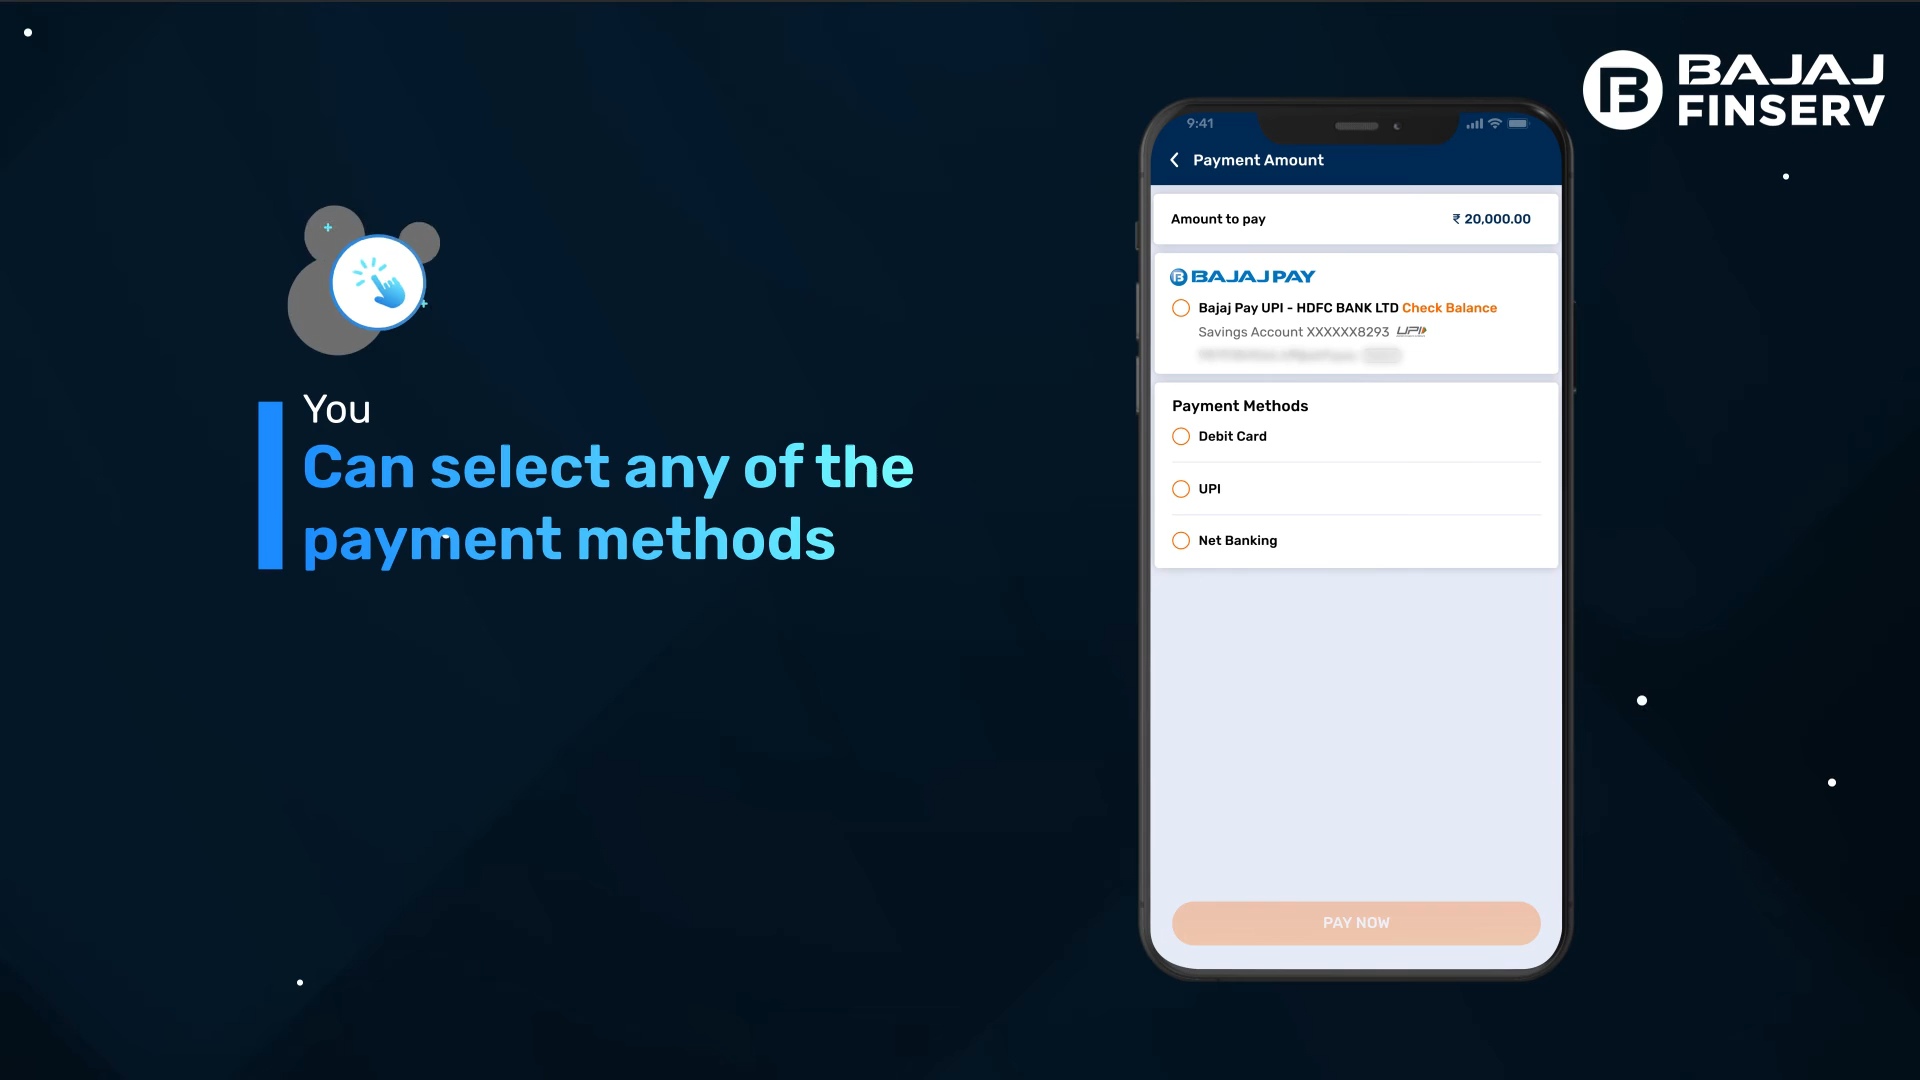 BAJAJ
FINSERV
You
Can select any of the
payment methods
9:41
Payment Amount
Amount to pay ₹ 20,000.00
BAJAJ PAY
Bajaj Pay UPI - HDFC BANK LTD Check Balance
Savings Account XXXXXX8293 UPI
Payment Methods
Debit Card
UPI
Net Banking
PAY NOW